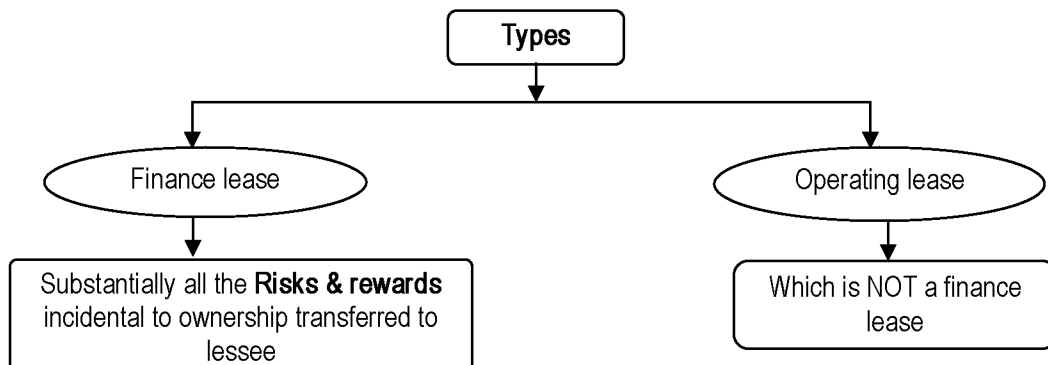 Types
Finance lease
Operating lease
Substantially all the Risks & rewards
incidental to ownership transferred to
lessee
Which is NOT a finance
lease